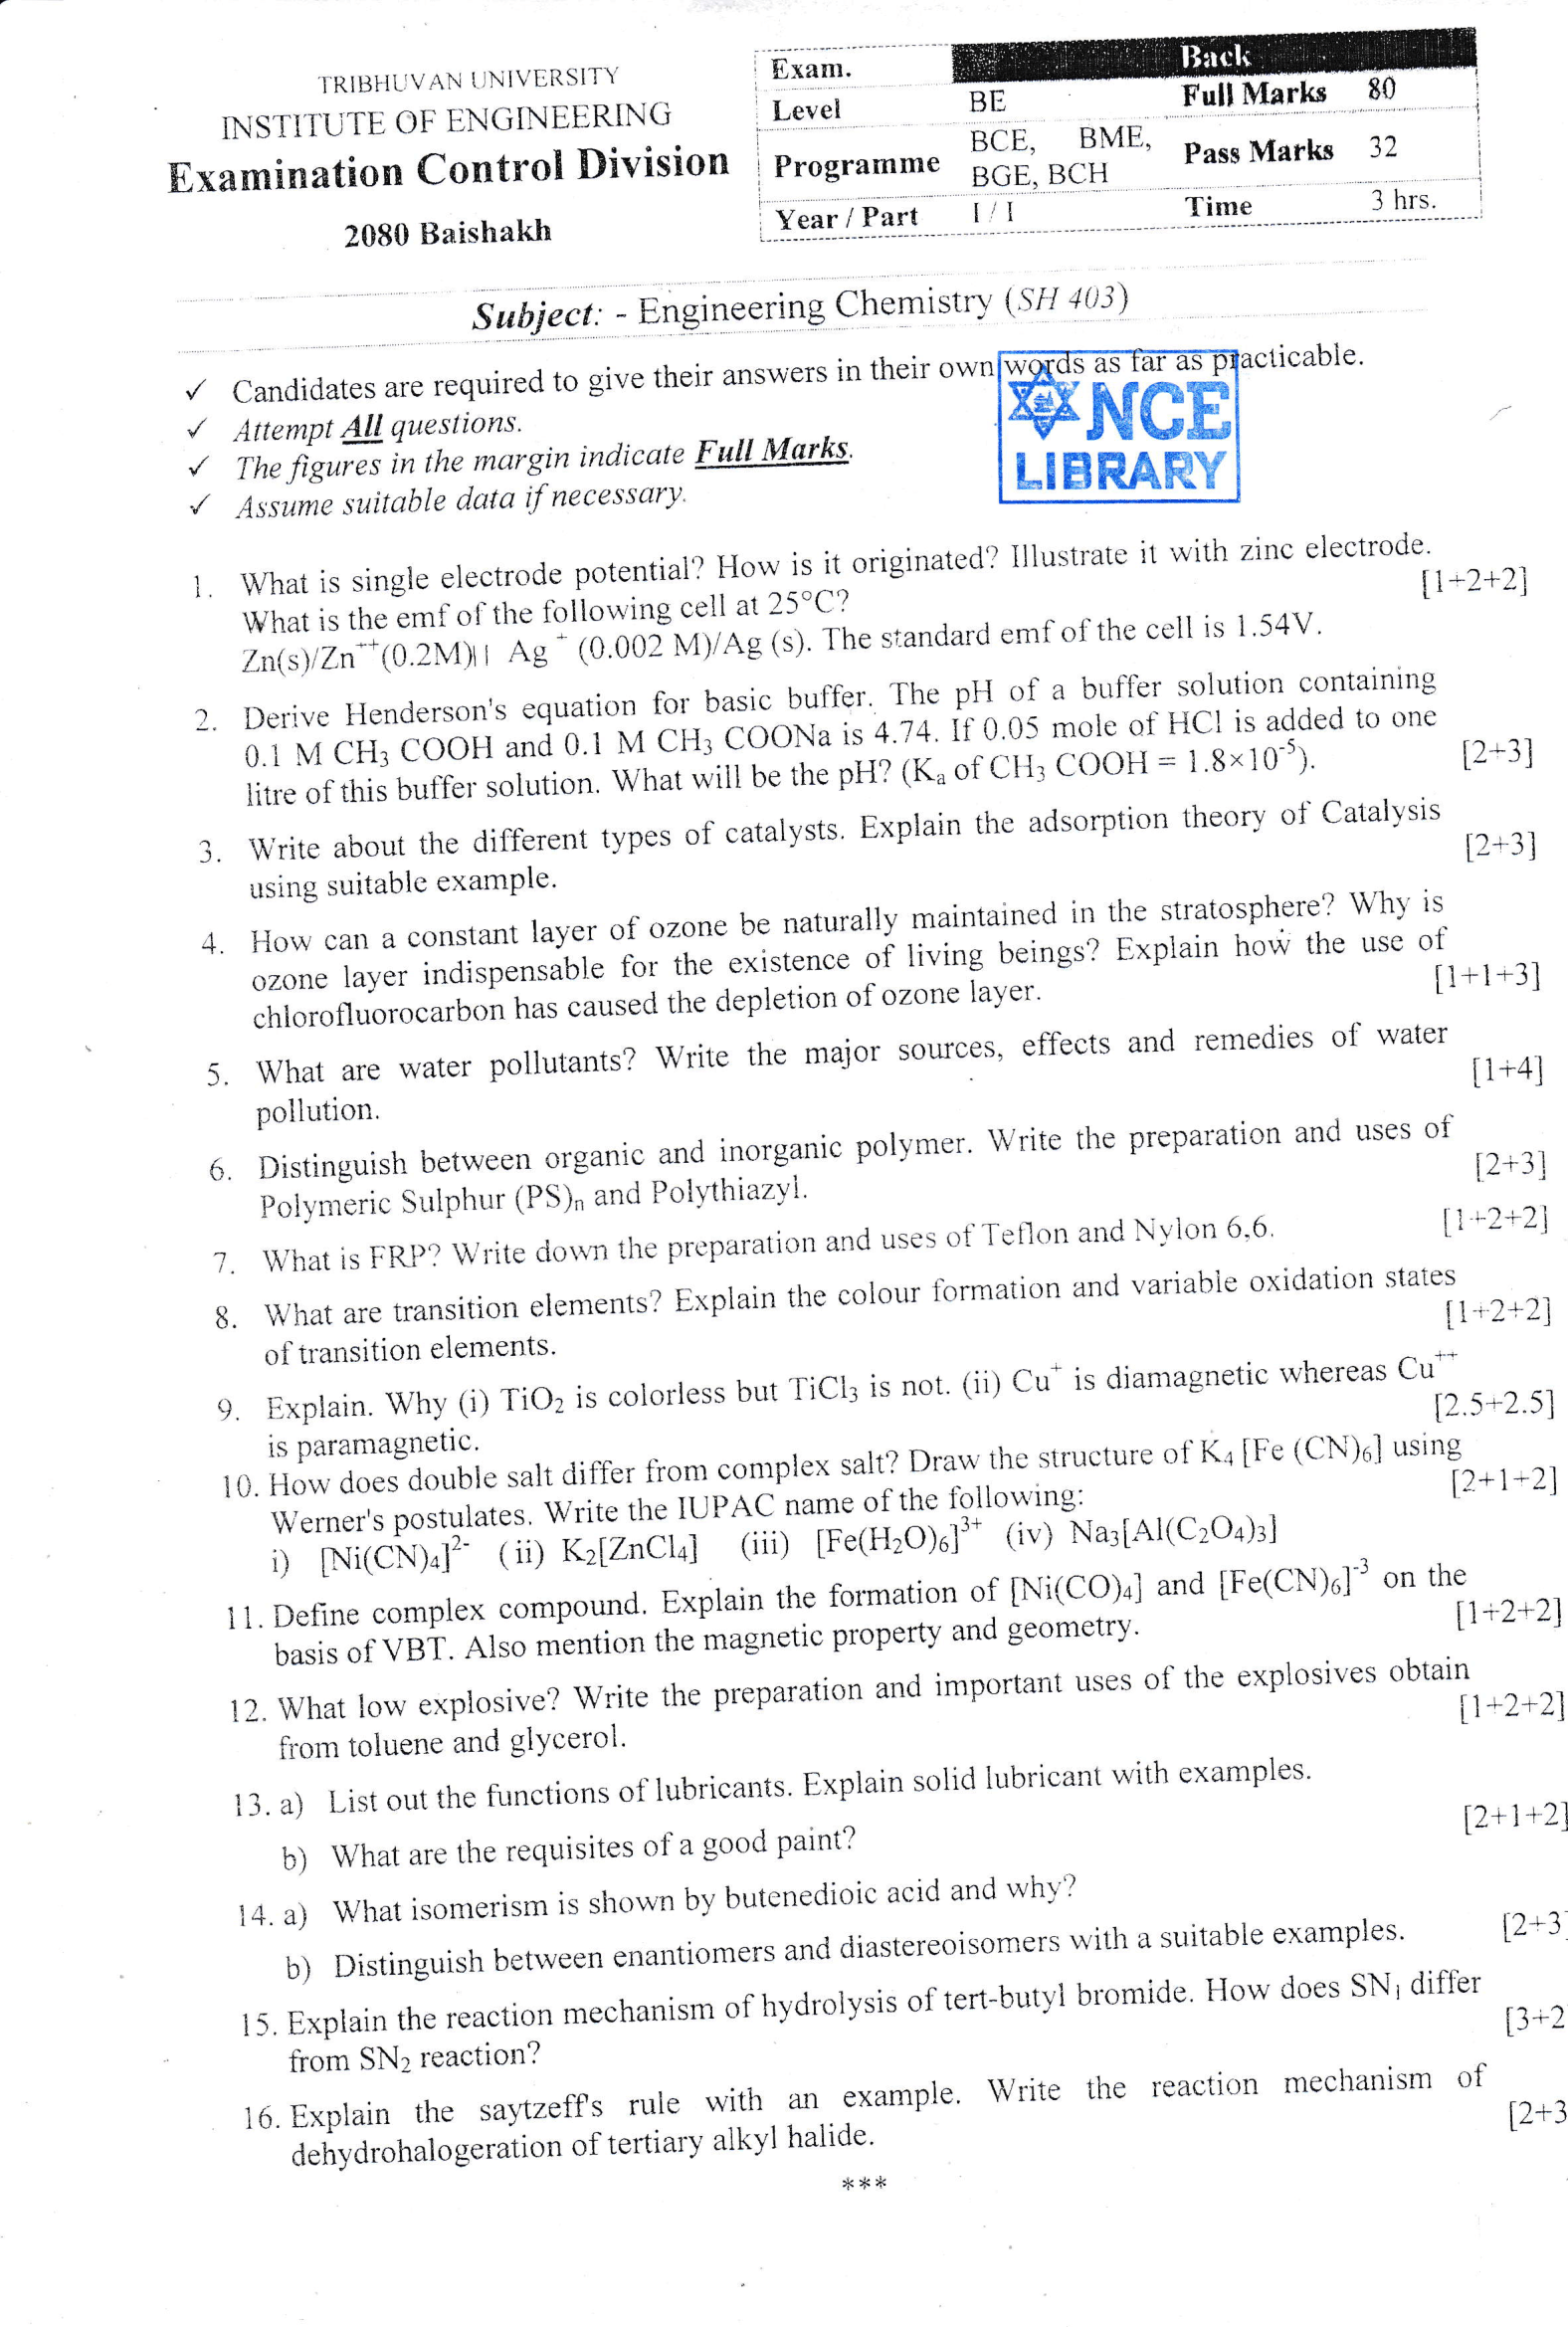 TRIBHUVAN UNIVERSITY
INSTITUTE OF ENGINEERING
Examination Control Division
2080 Baishakh
Exam. Back
Level BE Full Marks 80
Programme BCE, BME, BGE, BCH Pass Marks 32
Year / Part I / I Time 3 hrs.
Subject: - Engineering Chemistry (SH 403)
✓ Candidates are required to give their answers in their own words as far as practicable.
✓ Attempt All questions.
✓ The figures in the margin indicate Full Marks.
✓ Assume suitable data if necessary.
NCE
LIBRARY
1. What is single electrode potential? How is it originated? Illustrate it with zinc electrode.
What is the emf of the following cell at 25°C? [1+2+2]
Zn(s)/Zn⁺⁺(0.2M)|| Ag⁺ (0.002 M)/Ag (s). The standard emf of the cell is 1.54V.
2. Derive Henderson's equation for basic buffer. The pH of a buffer solution containing
0.1 M CH₃ COOH and 0.1 M CH₃ COONa is 4.74. If 0.05 mole of HCl is added to one
litre of this buffer solution. What will be the pH? (Kₐ of CH₃ COOH = 1.8×10⁻⁵). [2+3]
3. Write about the different types of catalysts. Explain the adsorption theory of Catalysis
using suitable example. [2+3]
4. How can a constant layer of ozone be naturally maintained in the stratosphere? Why is
ozone layer indispensable for the existence of living beings? Explain how the use of
chlorofluorocarbon has caused the depletion of ozone layer. [1+1+3]
5. What are water pollutants? Write the major sources, effects and remedies of water
pollution. [1+4]
6. Distinguish between organic and inorganic polymer. Write the preparation and uses of
Polymeric Sulphur (PS)ₙ and Polythiazyl. [2+3]
7. What is FRP? Write down the preparation and uses of Teflon and Nylon 6,6. [1+2+2]
8. What are transition elements? Explain the colour formation and variable oxidation states
of transition elements. [1+2+2]
9. Explain. Why (i) TiO₂ is colorless but TiCl₃ is not. (ii) Cu⁺ is diamagnetic whereas Cu⁺⁺
is paramagnetic. [2.5+2.5]
10. How does double salt differ from complex salt? Draw the structure of K₄ [Fe (CN)₆] using
Werner's postulates. Write the IUPAC name of the following: [2+1+2]
i) [Ni(CN)₄]²⁻ (ii) K₂[ZnCl₄] (iii) [Fe(H₂O)₆]³⁺ (iv) Na₃[Al(C₂O₄)₃]
11. Define complex compound. Explain the formation of [Ni(CO)₄] and [Fe(CN)₆]⁻³ on the
basis of VBT. Also mention the magnetic property and geometry. [1+2+2]
12. What low explosive? Write the preparation and important uses of the explosives obtain
from toluene and glycerol. [1+2+2]
13. a) List out the functions of lubricants. Explain solid lubricant with examples.
b) What are the requisites of a good paint? [2+1+2]
14. a) What isomerism is shown by butenedioic acid and why?
b) Distinguish between enantiomers and diastereoisomers with a suitable examples. [2+3]
15. Explain the reaction mechanism of hydrolysis of tert-butyl bromide. How does SN₁ differ
from SN₂ reaction? [3+2
16. Explain the saytzeff's rule with an example. Write the reaction mechanism of
dehydrohalogeration of tertiary alkyl halide. [2+3
***